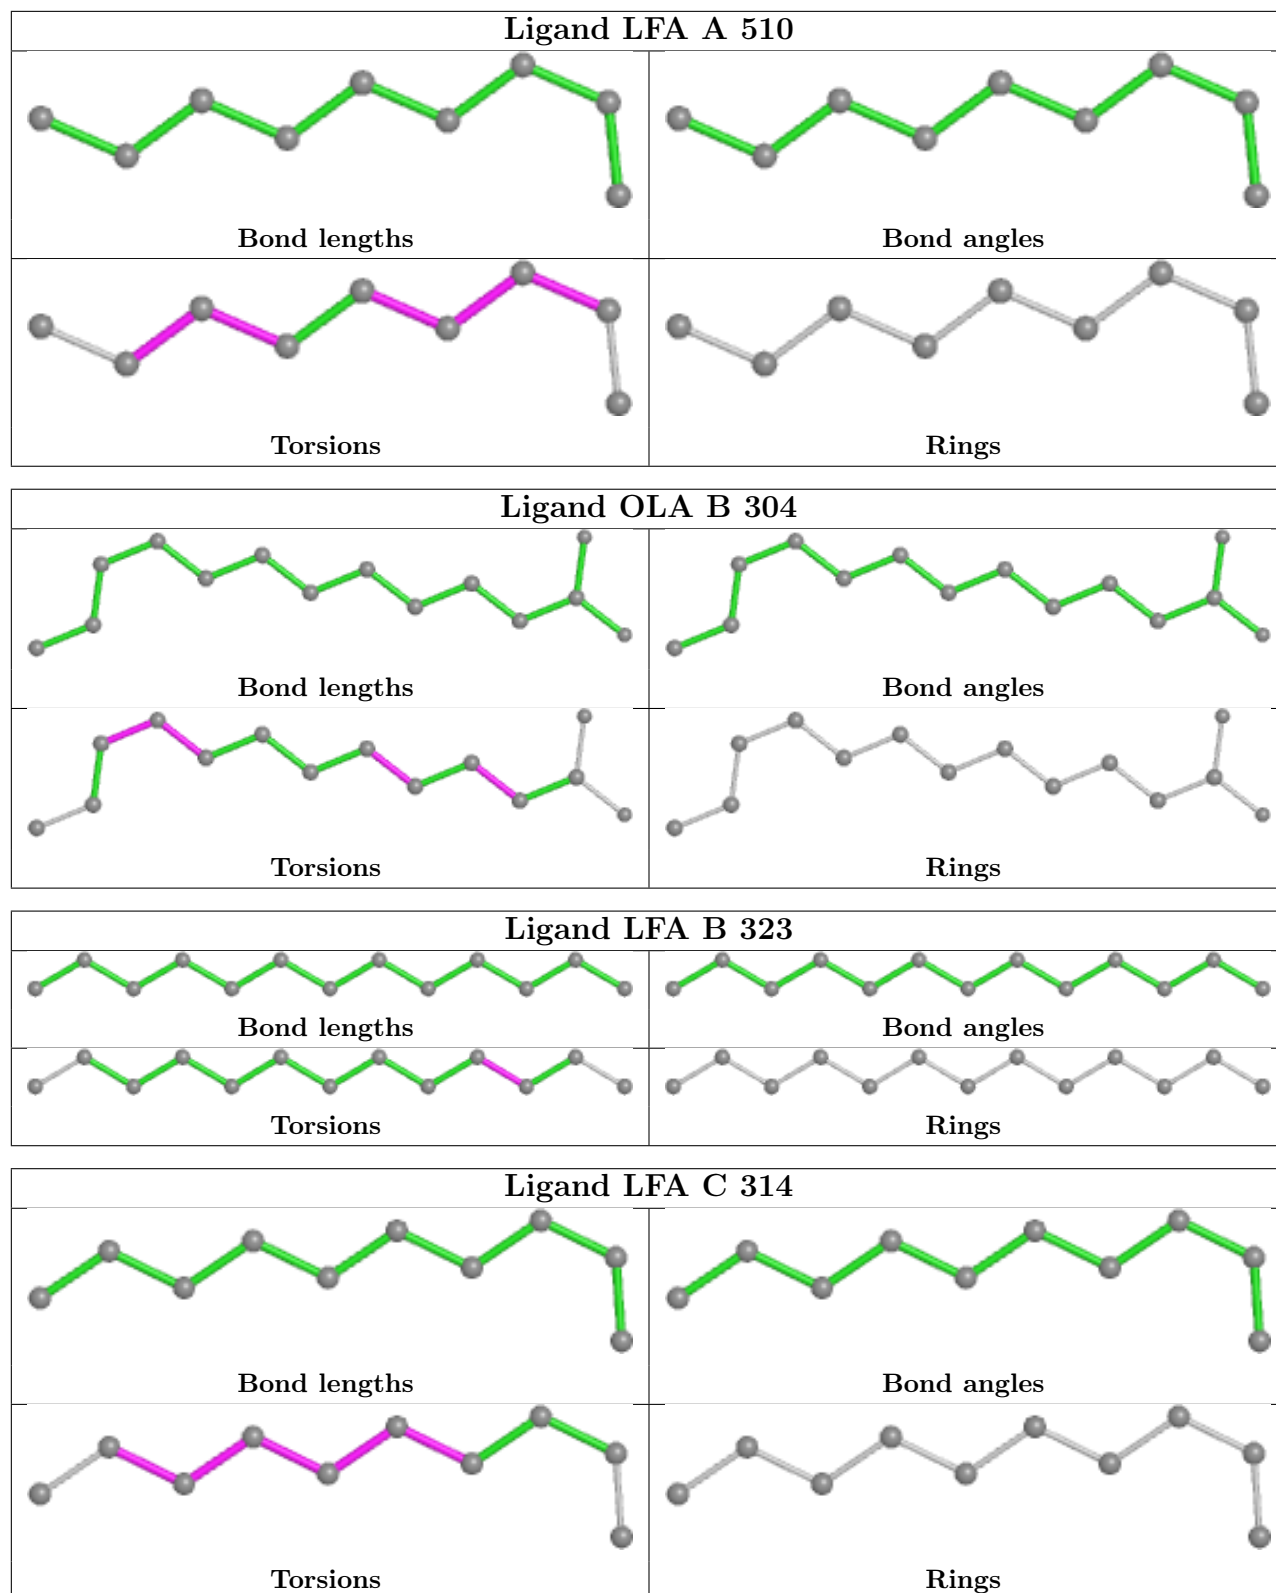 Ligand LFA A 510
Bond lengths
Bond angles
Torsions
Rings
Ligand OLA B 304
Bond lengths
Bond angles
Torsions
Rings
Ligand LFA B 323
Bond lengths
Bond angles
Torsions
Rings
Ligand LFA C 314
Bond lengths
Bond angles
Torsions
Rings